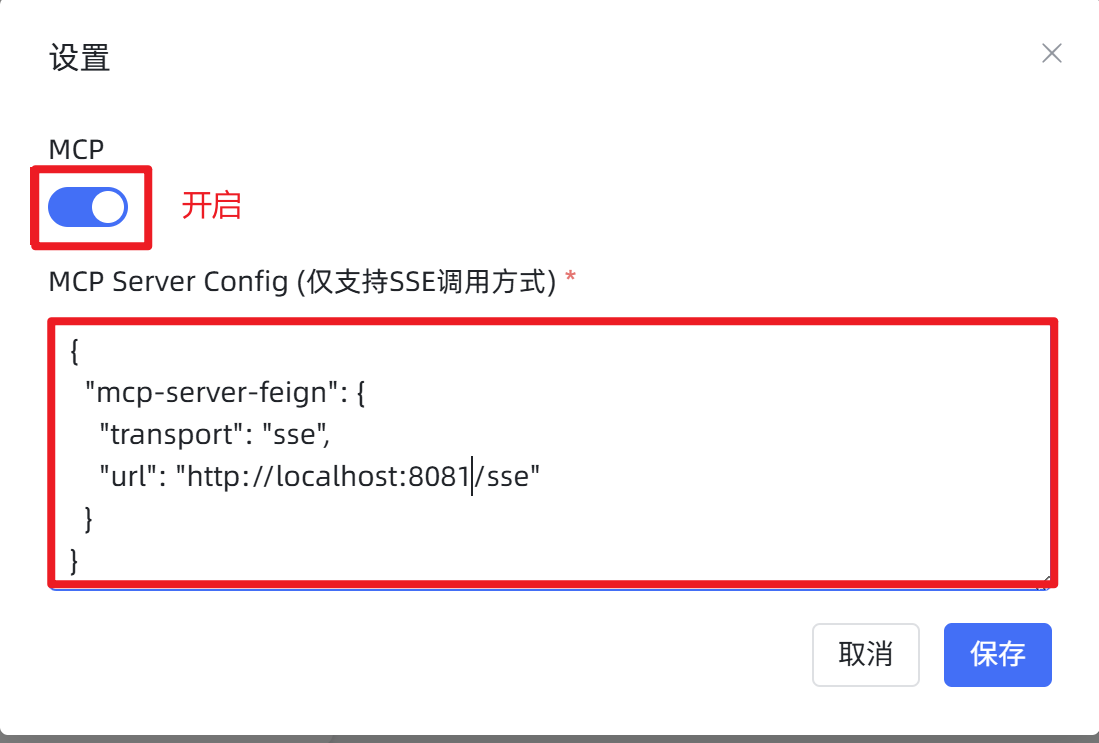 设置
MCP
开启
MCP Server Config (仅支持SSE调用方式) *
{
"mcp-server-feign": {
"transport": "sse",
"url": "http://localhost:8081/sse"
}
}
取消
保存